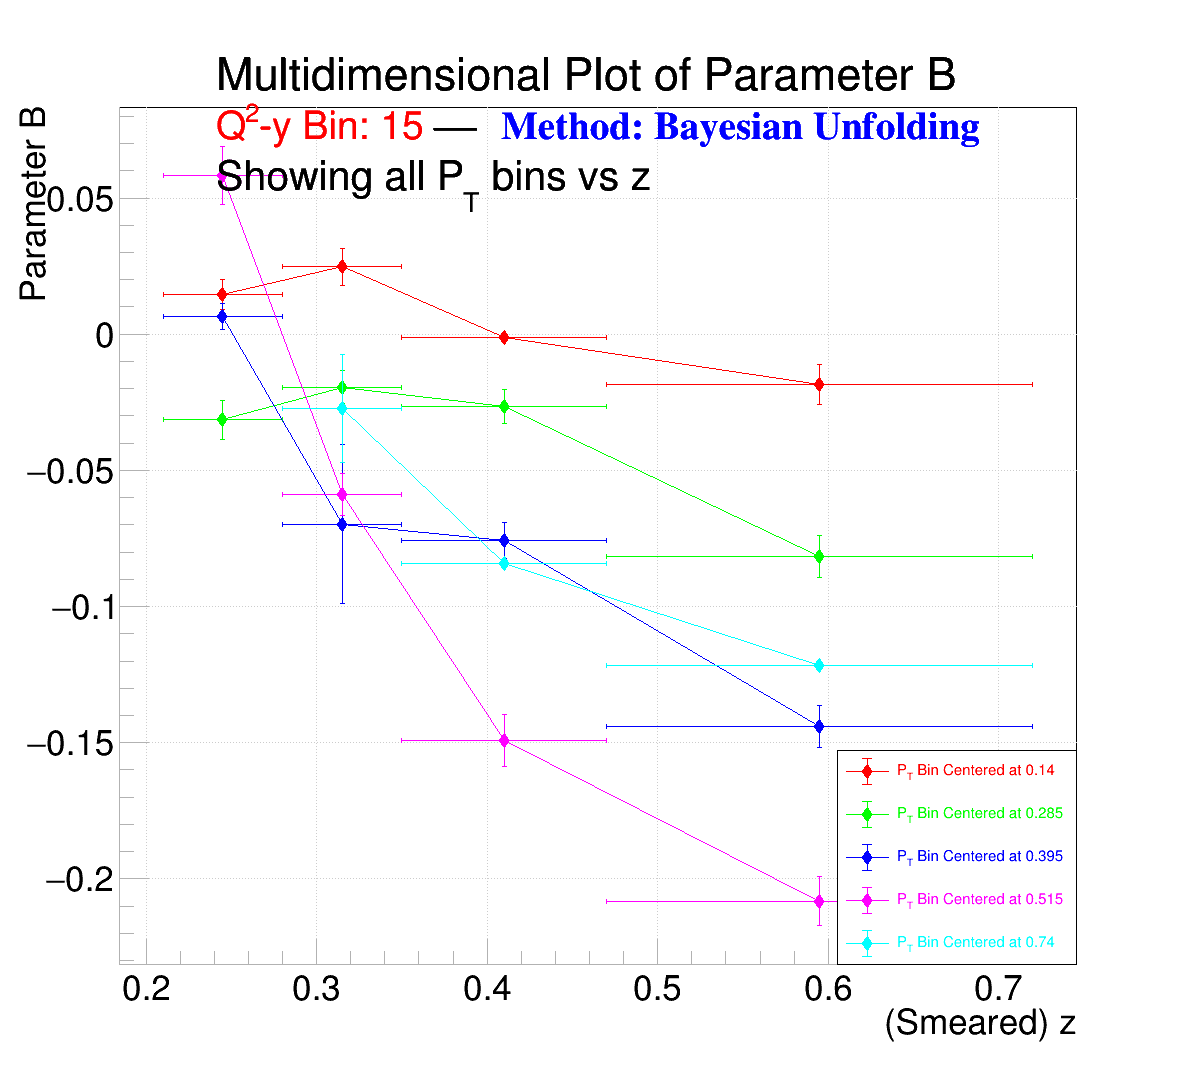 Multidimensional Plot of Parameter B
Q²-y Bin: 15 — Method: Bayesian Unfolding
Showing all P_T bins vs z
Parameter B
0.05
0
−0.05
−0.1
−0.15
−0.2
P_T Bin Centered at 0.14
P_T Bin Centered at 0.285
P_T Bin Centered at 0.395
P_T Bin Centered at 0.515
P_T Bin Centered at 0.74
0.2 0.3 0.4 0.5 0.6 0.7
(Smeared) z